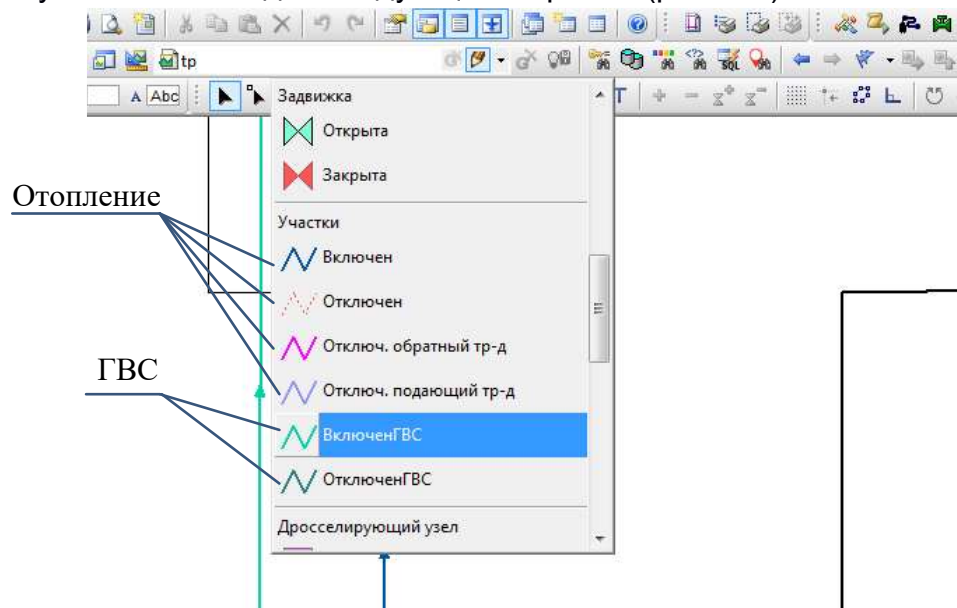 tp
SQL
A Abc
T
Задвижка
Открыта
Закрыта
Отопление
Участки
Включен
Отключен
Отключ. обратный тр-д
ГВС
Отключ. подающий тр-д
ВключенГВС
ОтключенГВС
Дросселирующий узел